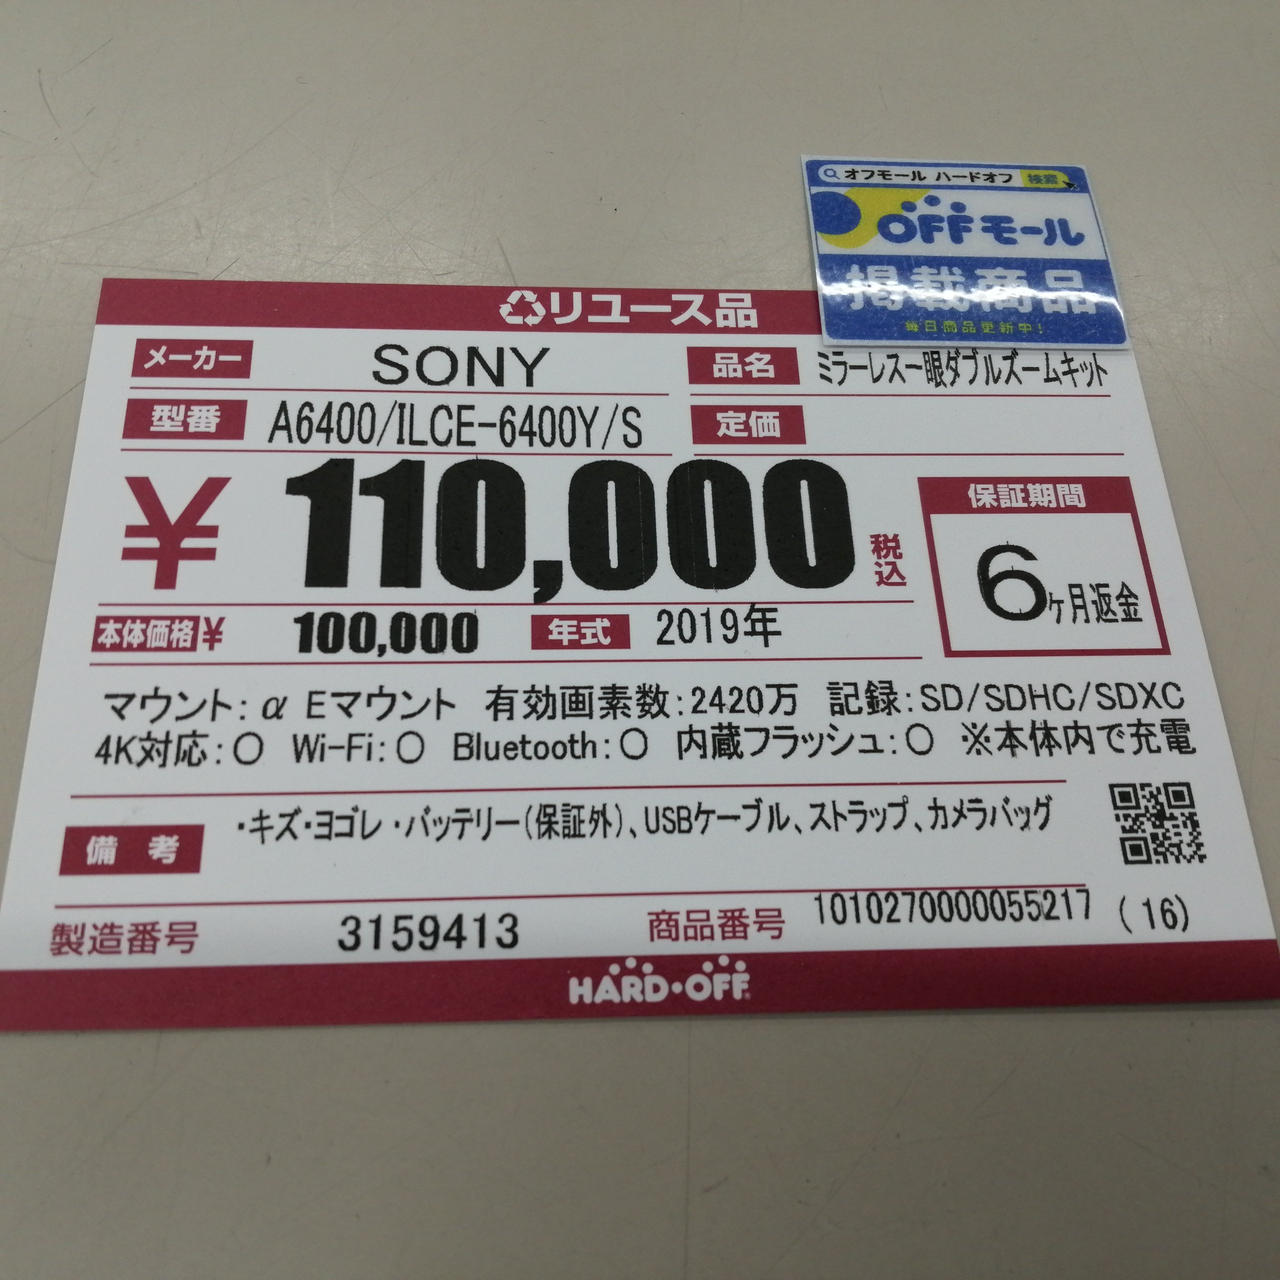 オフモール ハードオフ 検索
OFFモール
掲載商品
毎日商品更新中!
リユース品
メーカー SONY 品名 ミラーレス一眼ダブルズームキット
型番 A6400/ILCE-6400Y/S 定価
¥110,000 税込
保証期間
6ヶ月返金
本体価格¥ 100,000 年式 2019年
マウント:α Eマウント 有効画素数:2420万 記録:SD/SDHC/SDXC
4K対応:〇 Wi-Fi:〇 Bluetooth:〇 内蔵フラッシュ:〇 ※本体内で充電
備考 ・キズ・ヨゴレ・バッテリー(保証外)、USBケーブル、ストラップ、カメラバッグ
製造番号 3159413 商品番号 1010270000055217 (16)
HARD・OFF